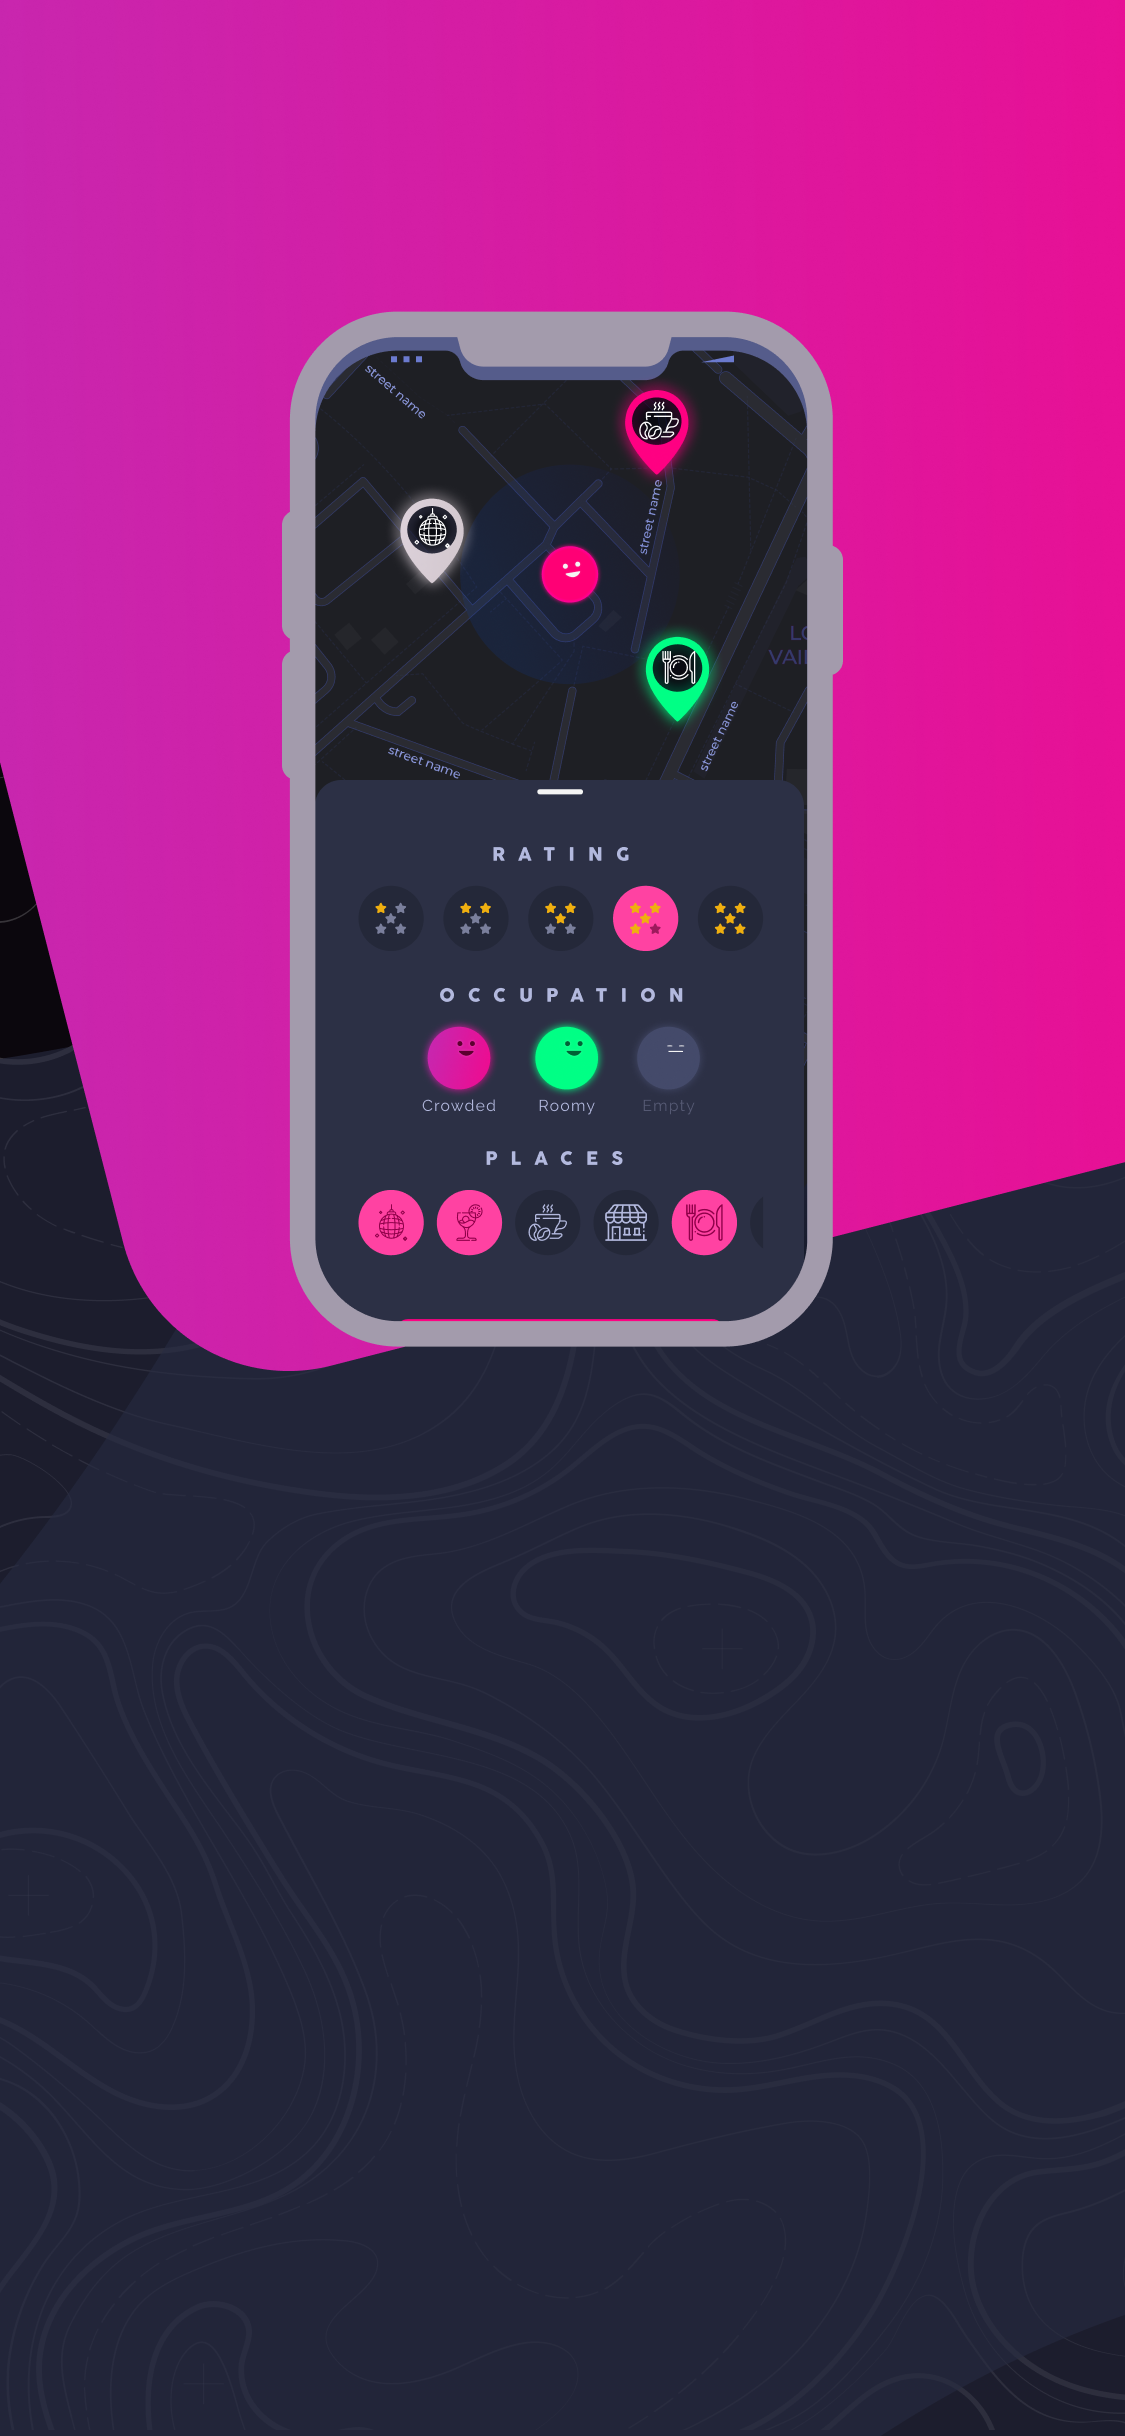 street name
street name
LO
VAI
street name
street name
RATING
OCCUPATION
Crowded
Roomy
Empty
PLACES